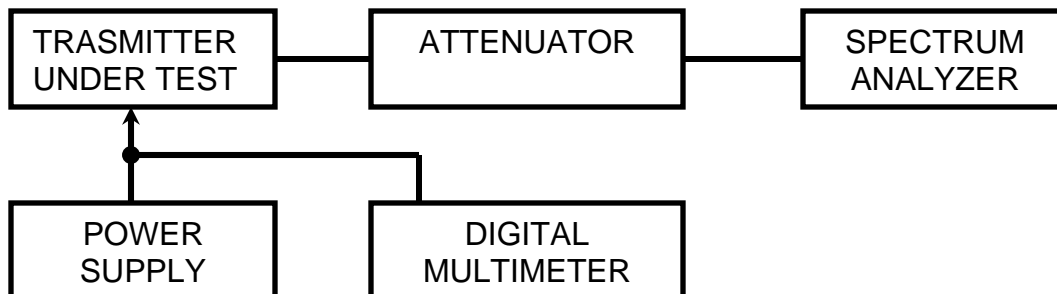 TRASMITTER
UNDER TEST
ATTENUATOR
SPECTRUM
ANALYZER
POWER
SUPPLY
DIGITAL
MULTIMETER